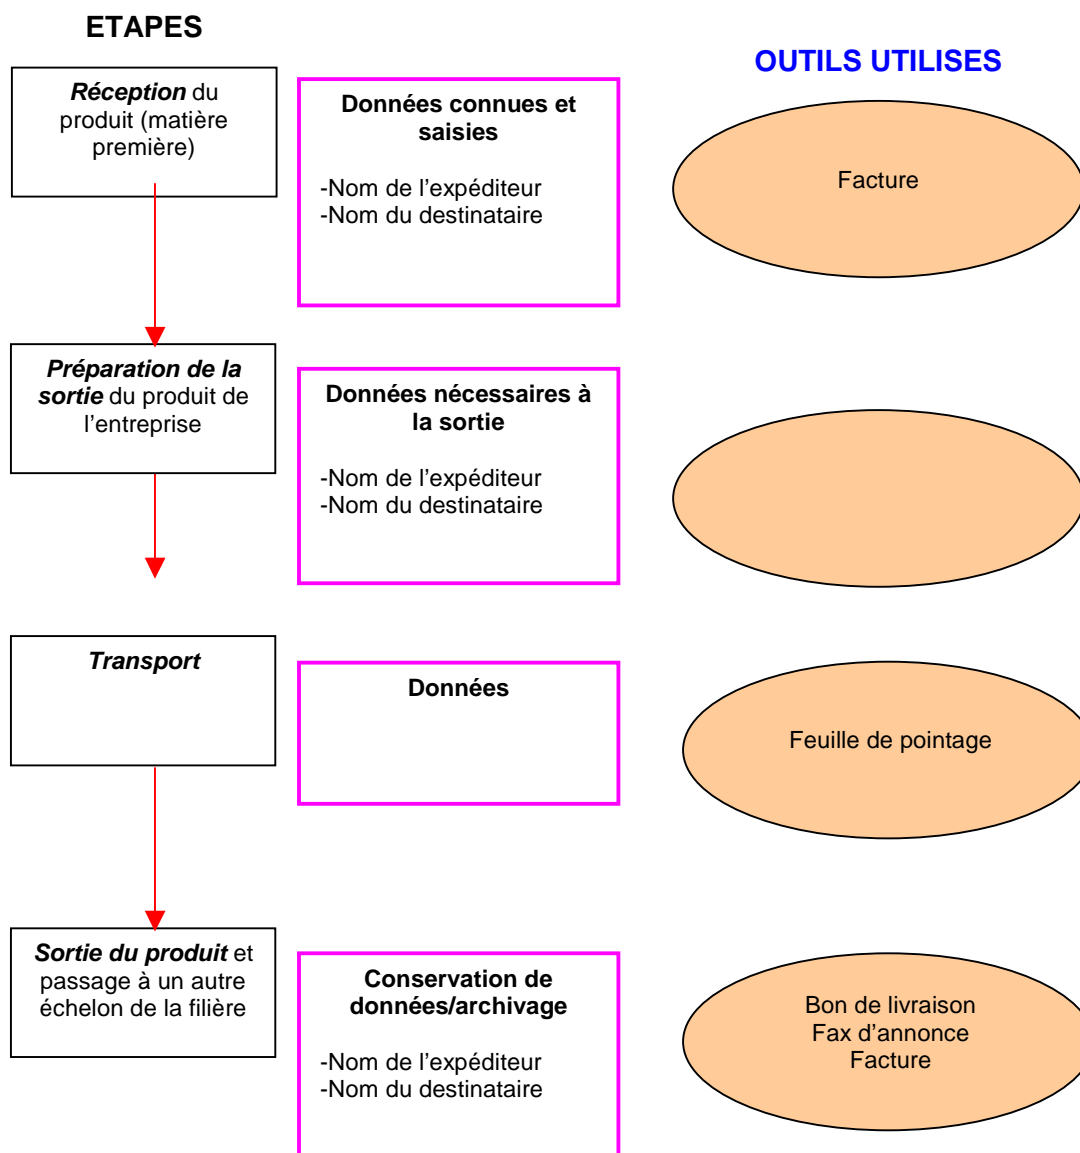 ETAPES
OUTILS UTILISES
Réception du
produit (matière
première)
Données connues et
saisies
-Nom de l’expéditeur
-Nom du destinataire
Facture
Préparation de la
sortie du produit de
l’entreprise
Données nécessaires à
la sortie
-Nom de l’expéditeur
-Nom du destinataire
Transport
Données
Feuille de pointage
Sortie du produit et
passage à un autre
échelon de la filière
Conservation de
données/archivage
-Nom de l’expéditeur
-Nom du destinataire
Bon de livraison
Fax d’annonce
Facture